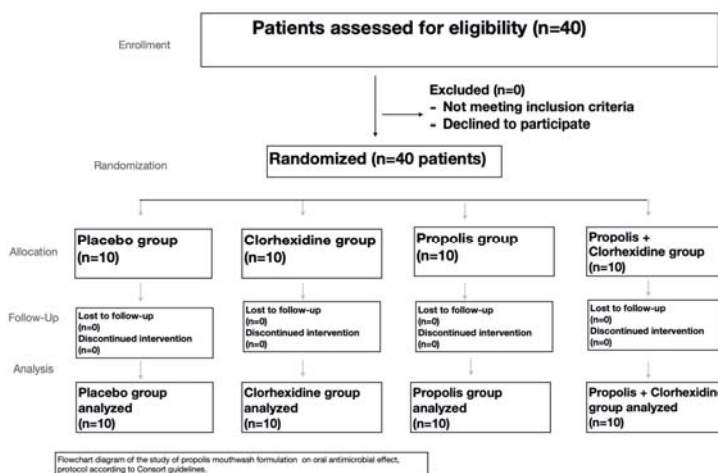 Enrollment
Patients assessed for eligibility (n=40)
Excluded (n=0)
- Not meeting inclusion criteria
- Declined to participate
Randomization
Randomized (n=40 patients)
Allocation
Placebo group
(n=10)
Clorhexidine group
(n=10)
Propolis group
(n=10)
Propolis +
Clorhexidine group
(n=10)
Follow-Up
Lost to follow-up
(n=0)
Discontinued intervention
(n=0)
Lost to follow-up
(n=0)
Discontinued intervention
(n=0)
Lost to follow-up
(n=0)
Discontinued intervention
(n=0)
Lost to follow-up
(n=0)
Discontinued intervention
(n=0)
Analysis
Placebo group
analyzed
(n=10)
Clorhexidine group
analyzed
(n=10)
Propolis group
analyzed
(n=10)
Propolis + Clorhexidine
group analyzed
(n=10)
Flowchart diagram of the study of propolis mouthwash formulation on oral antimicrobial effect,
protocol according to Consort guidelines.